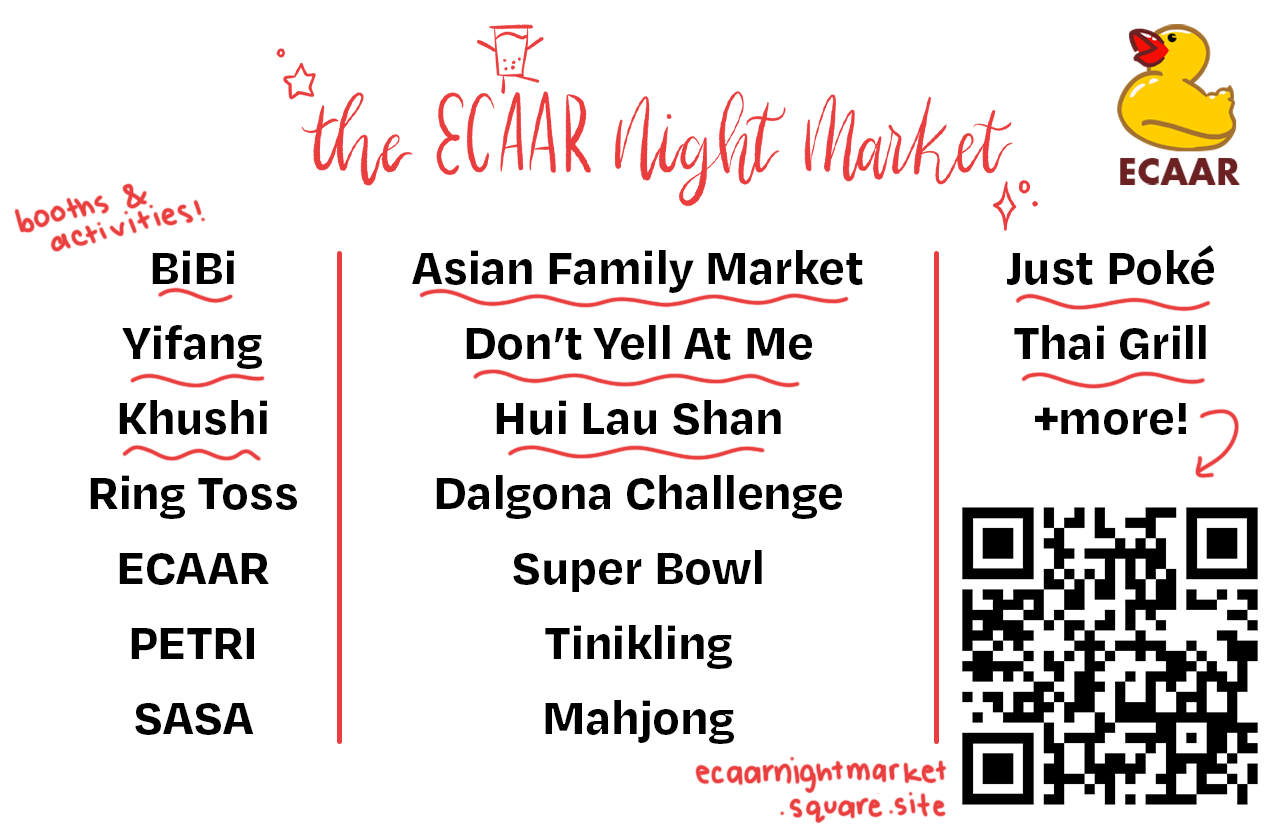 the ECAAR Night Market
ECAAR
booths &
activities!
BiBi
Yifang
Khushi
Ring Toss
ECAAR
PETRI
SASA
Asian Family Market
Don’t Yell At Me
Hui Lau Shan
Dalgona Challenge
Super Bowl
Tinikling
Mahjong
Just Poké
Thai Grill
+more!
ecaarnightmarket
.square.site